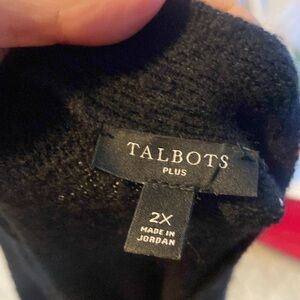 TALBOTS
PLUS
2X
MADE IN
JORDAN